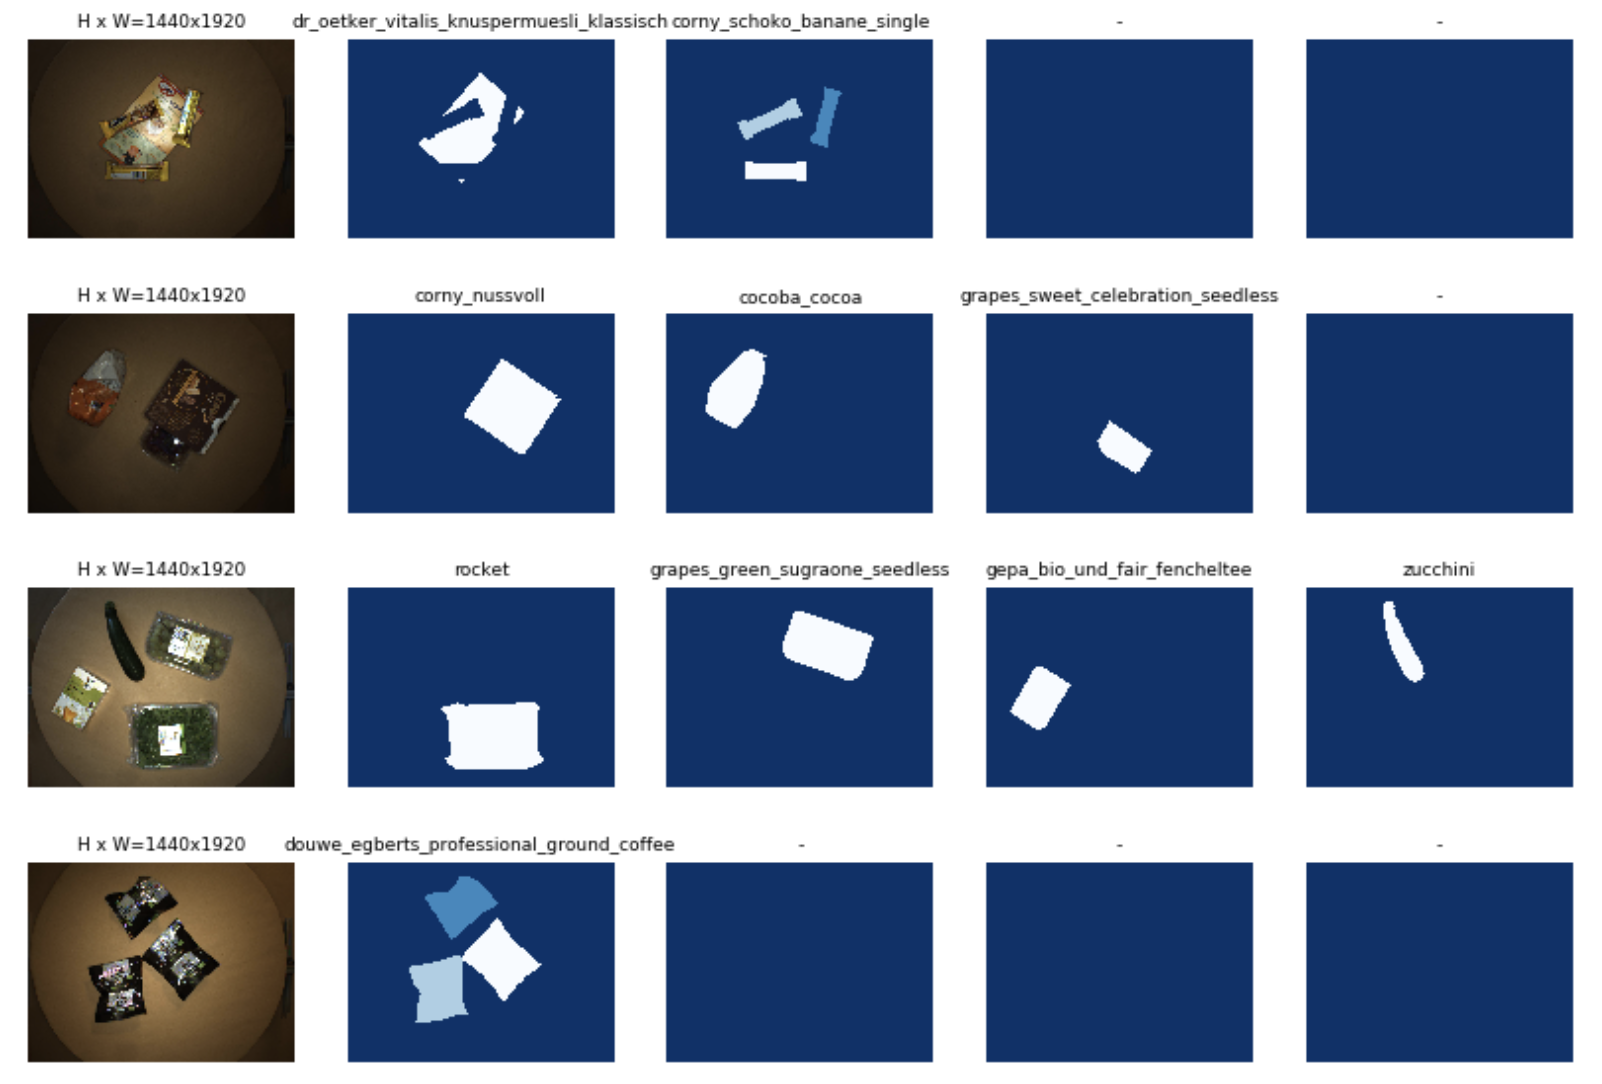 H x W=1440x1920 dr_oetker_vitalis_knuspermuesli_klassisch corny_schoko_banane_single - -
H x W=1440x1920 corny_nussvoll cocoba_cocoa grapes_sweet_celebration_seedless -
H x W=1440x1920 rocket grapes_green_sugraone_seedless gepa_bio_und_fair_fencheltee zucchini
H x W=1440x1920 douwe_egberts_professional_ground_coffee - - -